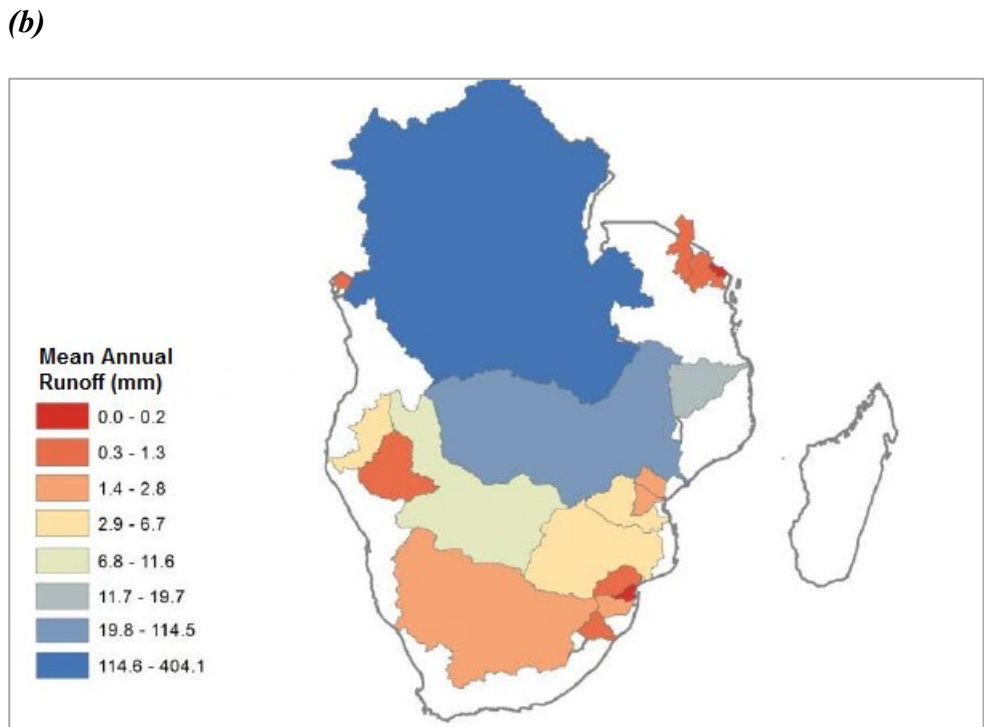 (b)
Mean Annual
Runoff (mm)
0.0 - 0.2
0.3 - 1.3
1.4 - 2.8
2.9 - 6.7
6.8 - 11.6
11.7 - 19.7
19.8 - 114.5
114.6 - 404.1